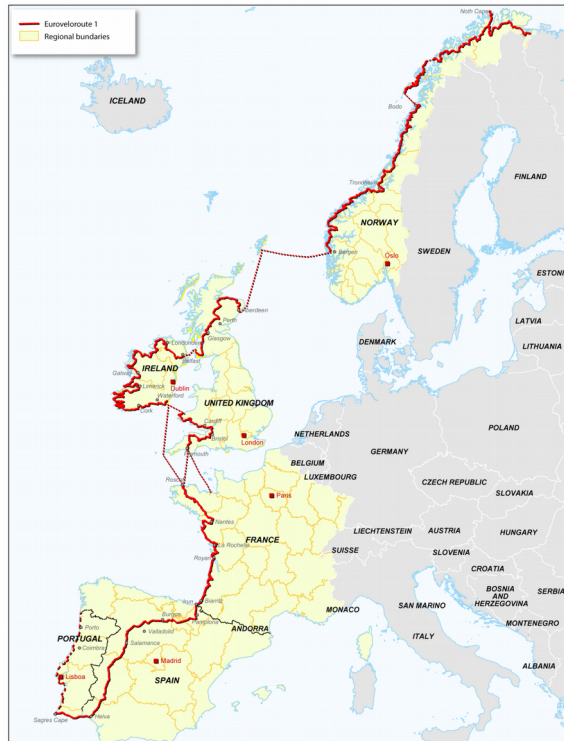 Euroveloroute 1
Regional bundaries
Noth Cape
ICELAND
Bodo
FINLAND
Trondheim
NORWAY
SWEDEN
Bergen
Oslo
ESTONIA
Aberdeen
LATVIA
Perth
Glasgow
LITHUANIA
DENMARK
Londonderry
Belfast
IRELAND
Galway
Dublin
Limerick
Waterford
Cork
UNITED KINGDOM
Cardiff
Bristol
London
Plymouth
NETHERLANDS
POLAND
GERMANY
BELGIUM
LUXEMBOURG
CZECH REPUBLIC
SLOVAKIA
Roscoff
Paris
Nantes
LIECHTENSTEIN
AUSTRIA
HUNGARY
FRANCE
La Rochelle
SUISSE
SLOVENIA
Royan
CROATIA
BOSNIA
AND
HERZEGOVINA
SERBIA
Irun
Biarritz
MONACO
SAN MARINO
MONTENEGRO
Burgos
Pamplona
ANDORRA
Porto
Valladolid
ITALY
PORTUGAL
Salamanca
Coimbra
ALBANIA
Madrid
Lisboa
SPAIN
Sagres Cape
Helva